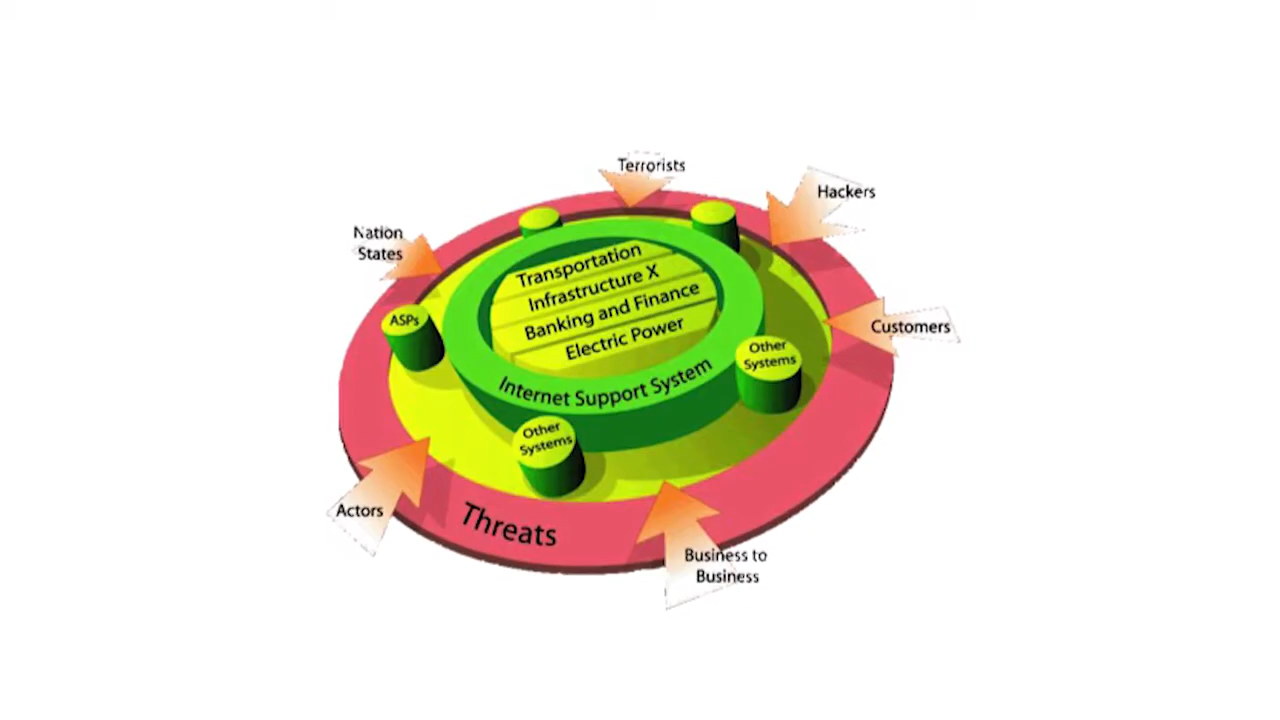 Terrorists
Hackers
Nation
States
Transportation
Infrastructure X
Banking and Finance
Electric Power
ASPs
Customers
Other
Systems
Internet Support System
Other
Systems
Actors
Threats
Business to
Business